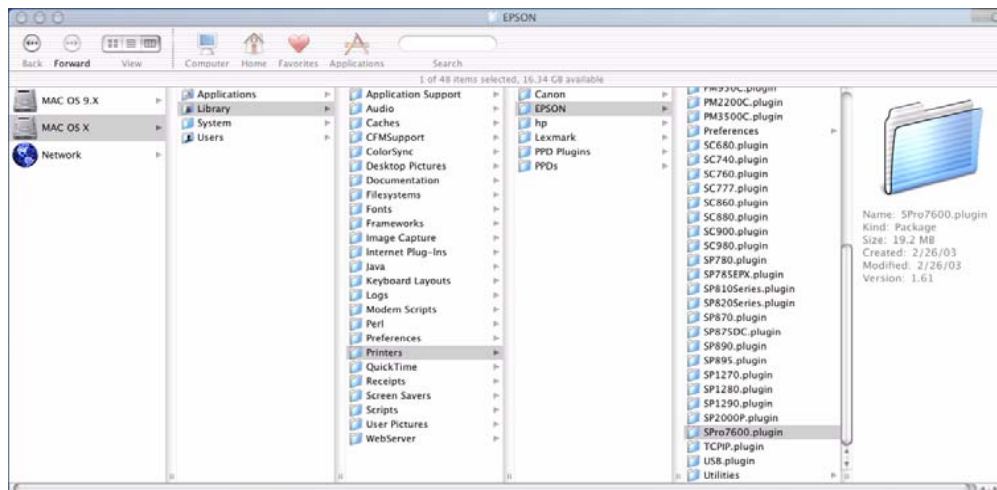 EPSON
Back Forward View Computer Home Favorites Applications Search
1 of 48 items selected, 16.34 GB available
MAC OS 9.X
MAC OS X
Network
Applications
Library
System
Users
Application Support
Audio
Caches
CFMSupport
ColorSync
Desktop Pictures
Documentation
Filesystems
Fonts
Frameworks
Image Capture
Internet Plug-Ins
Java
Keyboard Layouts
Logs
Modem Scripts
Perl
Preferences
Printers
QuickTime
Receipts
Screen Savers
Scripts
User Pictures
WebServer
Canon
EPSON
hp
Lexmark
PPD Plugins
PPDs
PM950C.plugin
PM2200C.plugin
PM3500C.plugin
Preferences
SC680.plugin
SC740.plugin
SC760.plugin
SC777.plugin
SC860.plugin
SC880.plugin
SC900.plugin
SC980.plugin
SP780.plugin
SP785EPX.plugin
SP810Series.plugin
SP820Series.plugin
SP870.plugin
SP875DC.plugin
SP890.plugin
SP895.plugin
SP1270.plugin
SP1280.plugin
SP1290.plugin
SP2000P.plugin
SPro7600.plugin
TCPIP.plugin
USB.plugin
Utilities
Name: SPro7600.plugin
Kind: Package
Size: 19.2 MB
Created: 2/26/03
Modified: 2/26/03
Version: 1.61